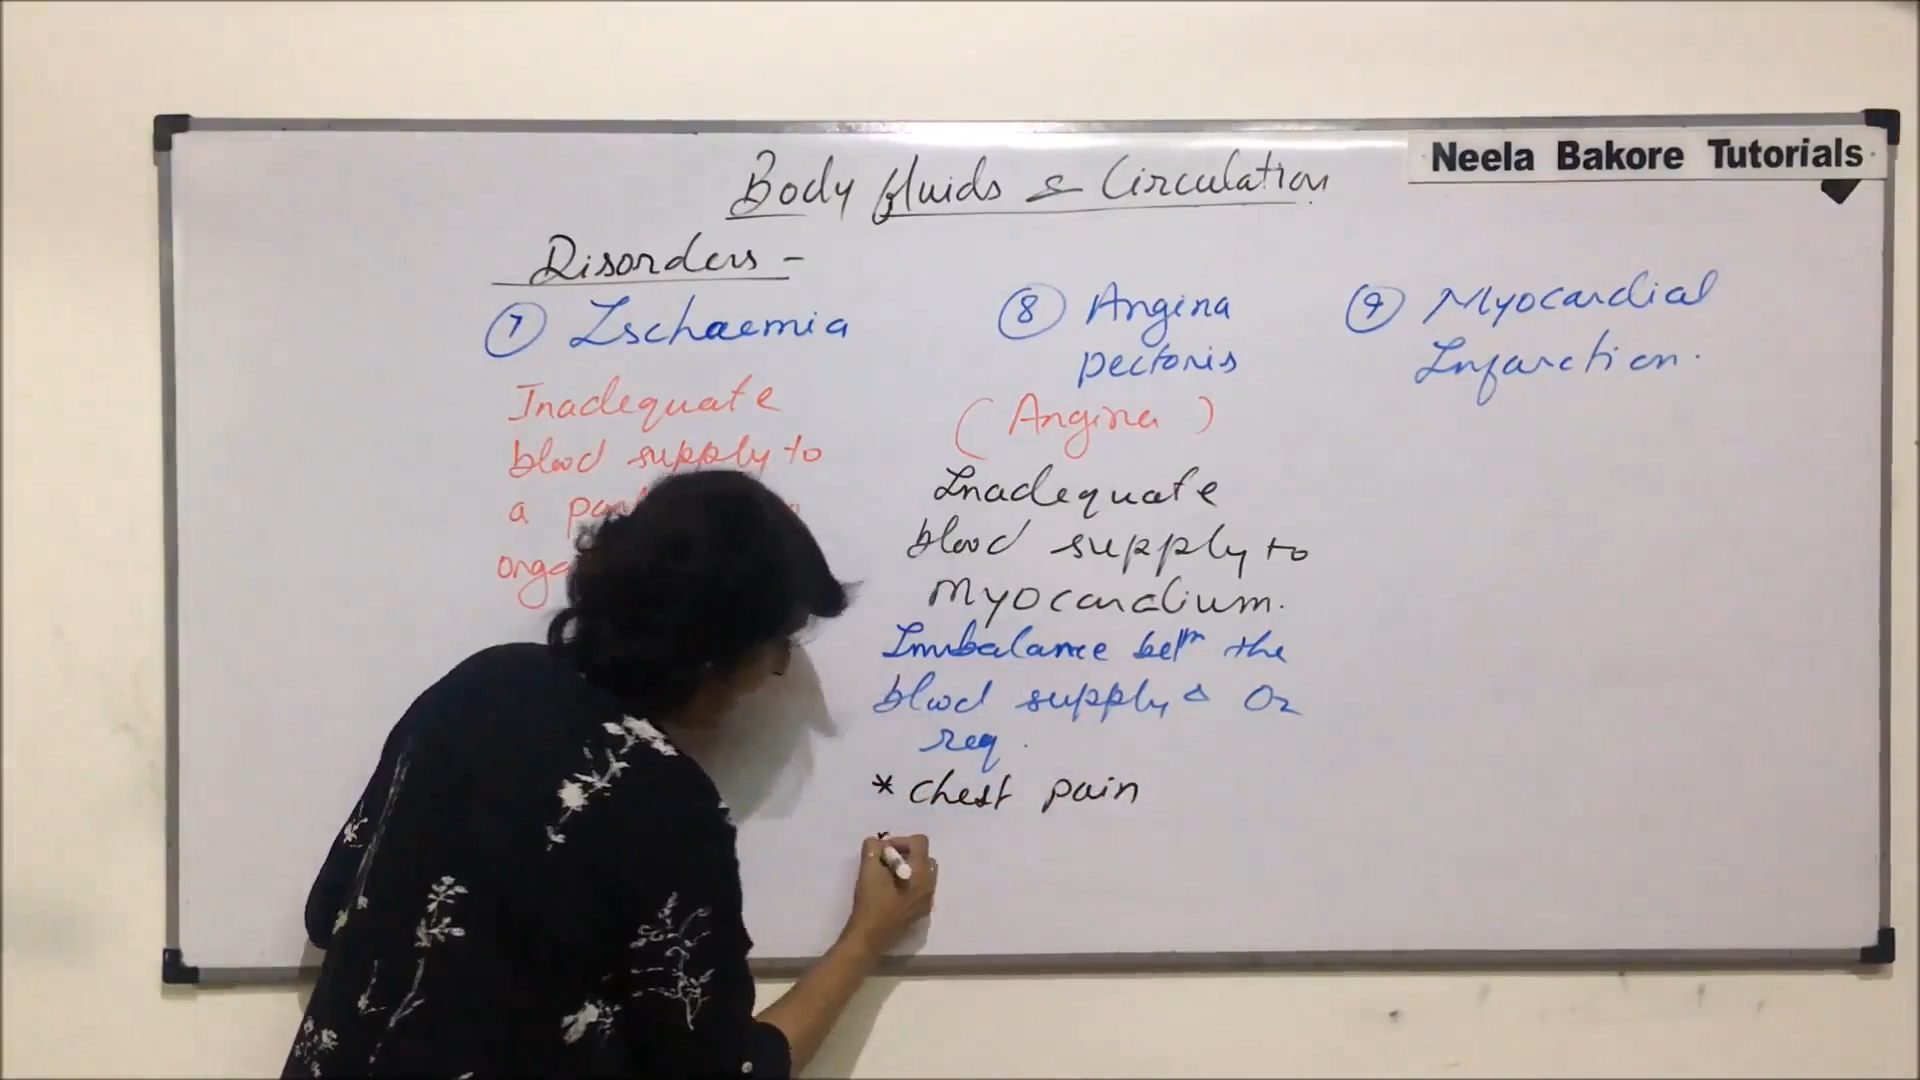 Neela Bakore Tutorials
Body fluids & Circulation
Disorders -
7 Ischaemia
Inadequate
blood supply to
a
8 Angina
pectoris
(Angina)
Inadequate
blood supply to
Myocardium.
Imbalance betn the
blood supply & O2
req.
* Chest pain
9 Myocardial
Infarction.